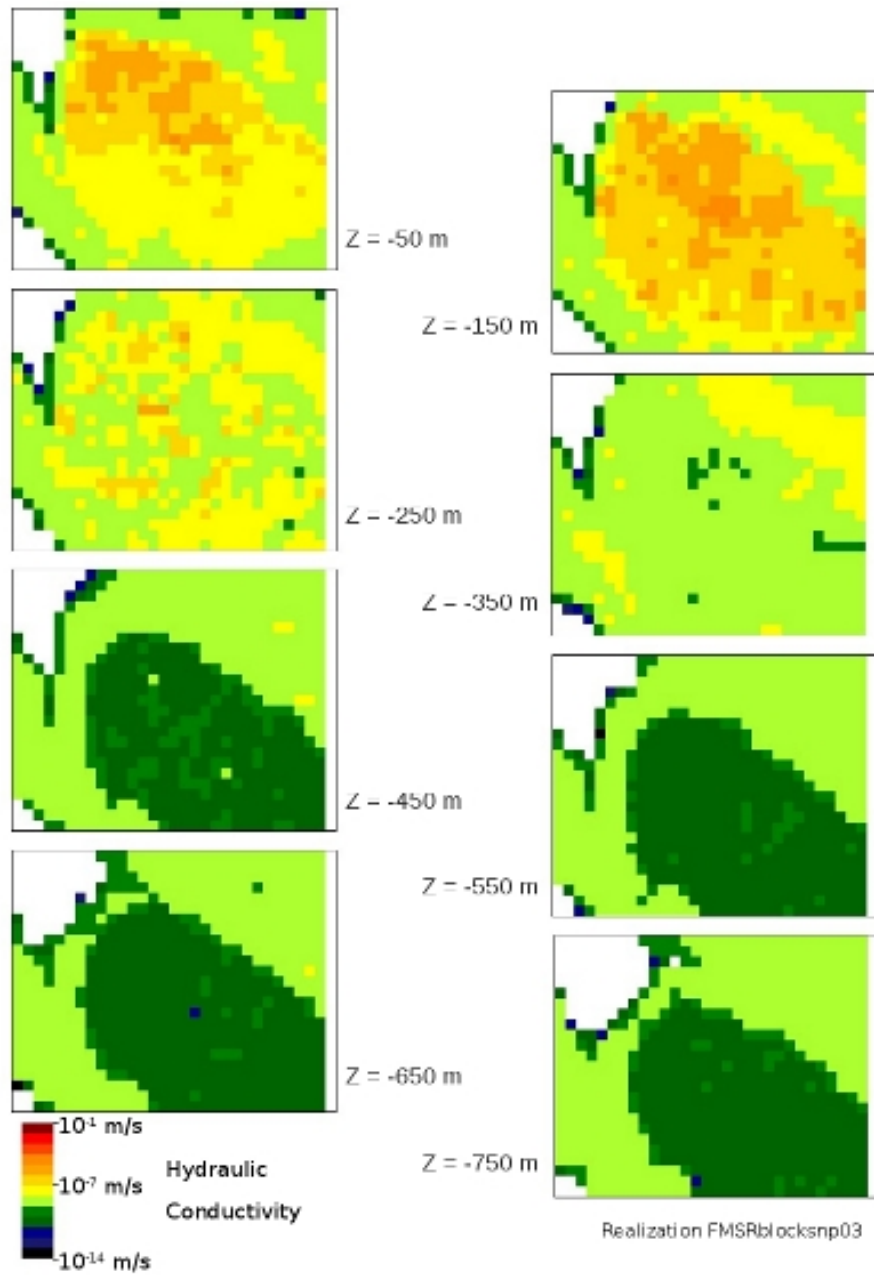 Z = -50 m
Z = -150 m
Z = -250 m
Z = -350 m
Z = -450 m
Z = -550 m
Z = -650 m
Z = -750 m
10⁻¹ m/s
10⁻⁷ m/s
10⁻¹⁴ m/s
Hydraulic
Conductivity
Realization FMSRblocksnp03